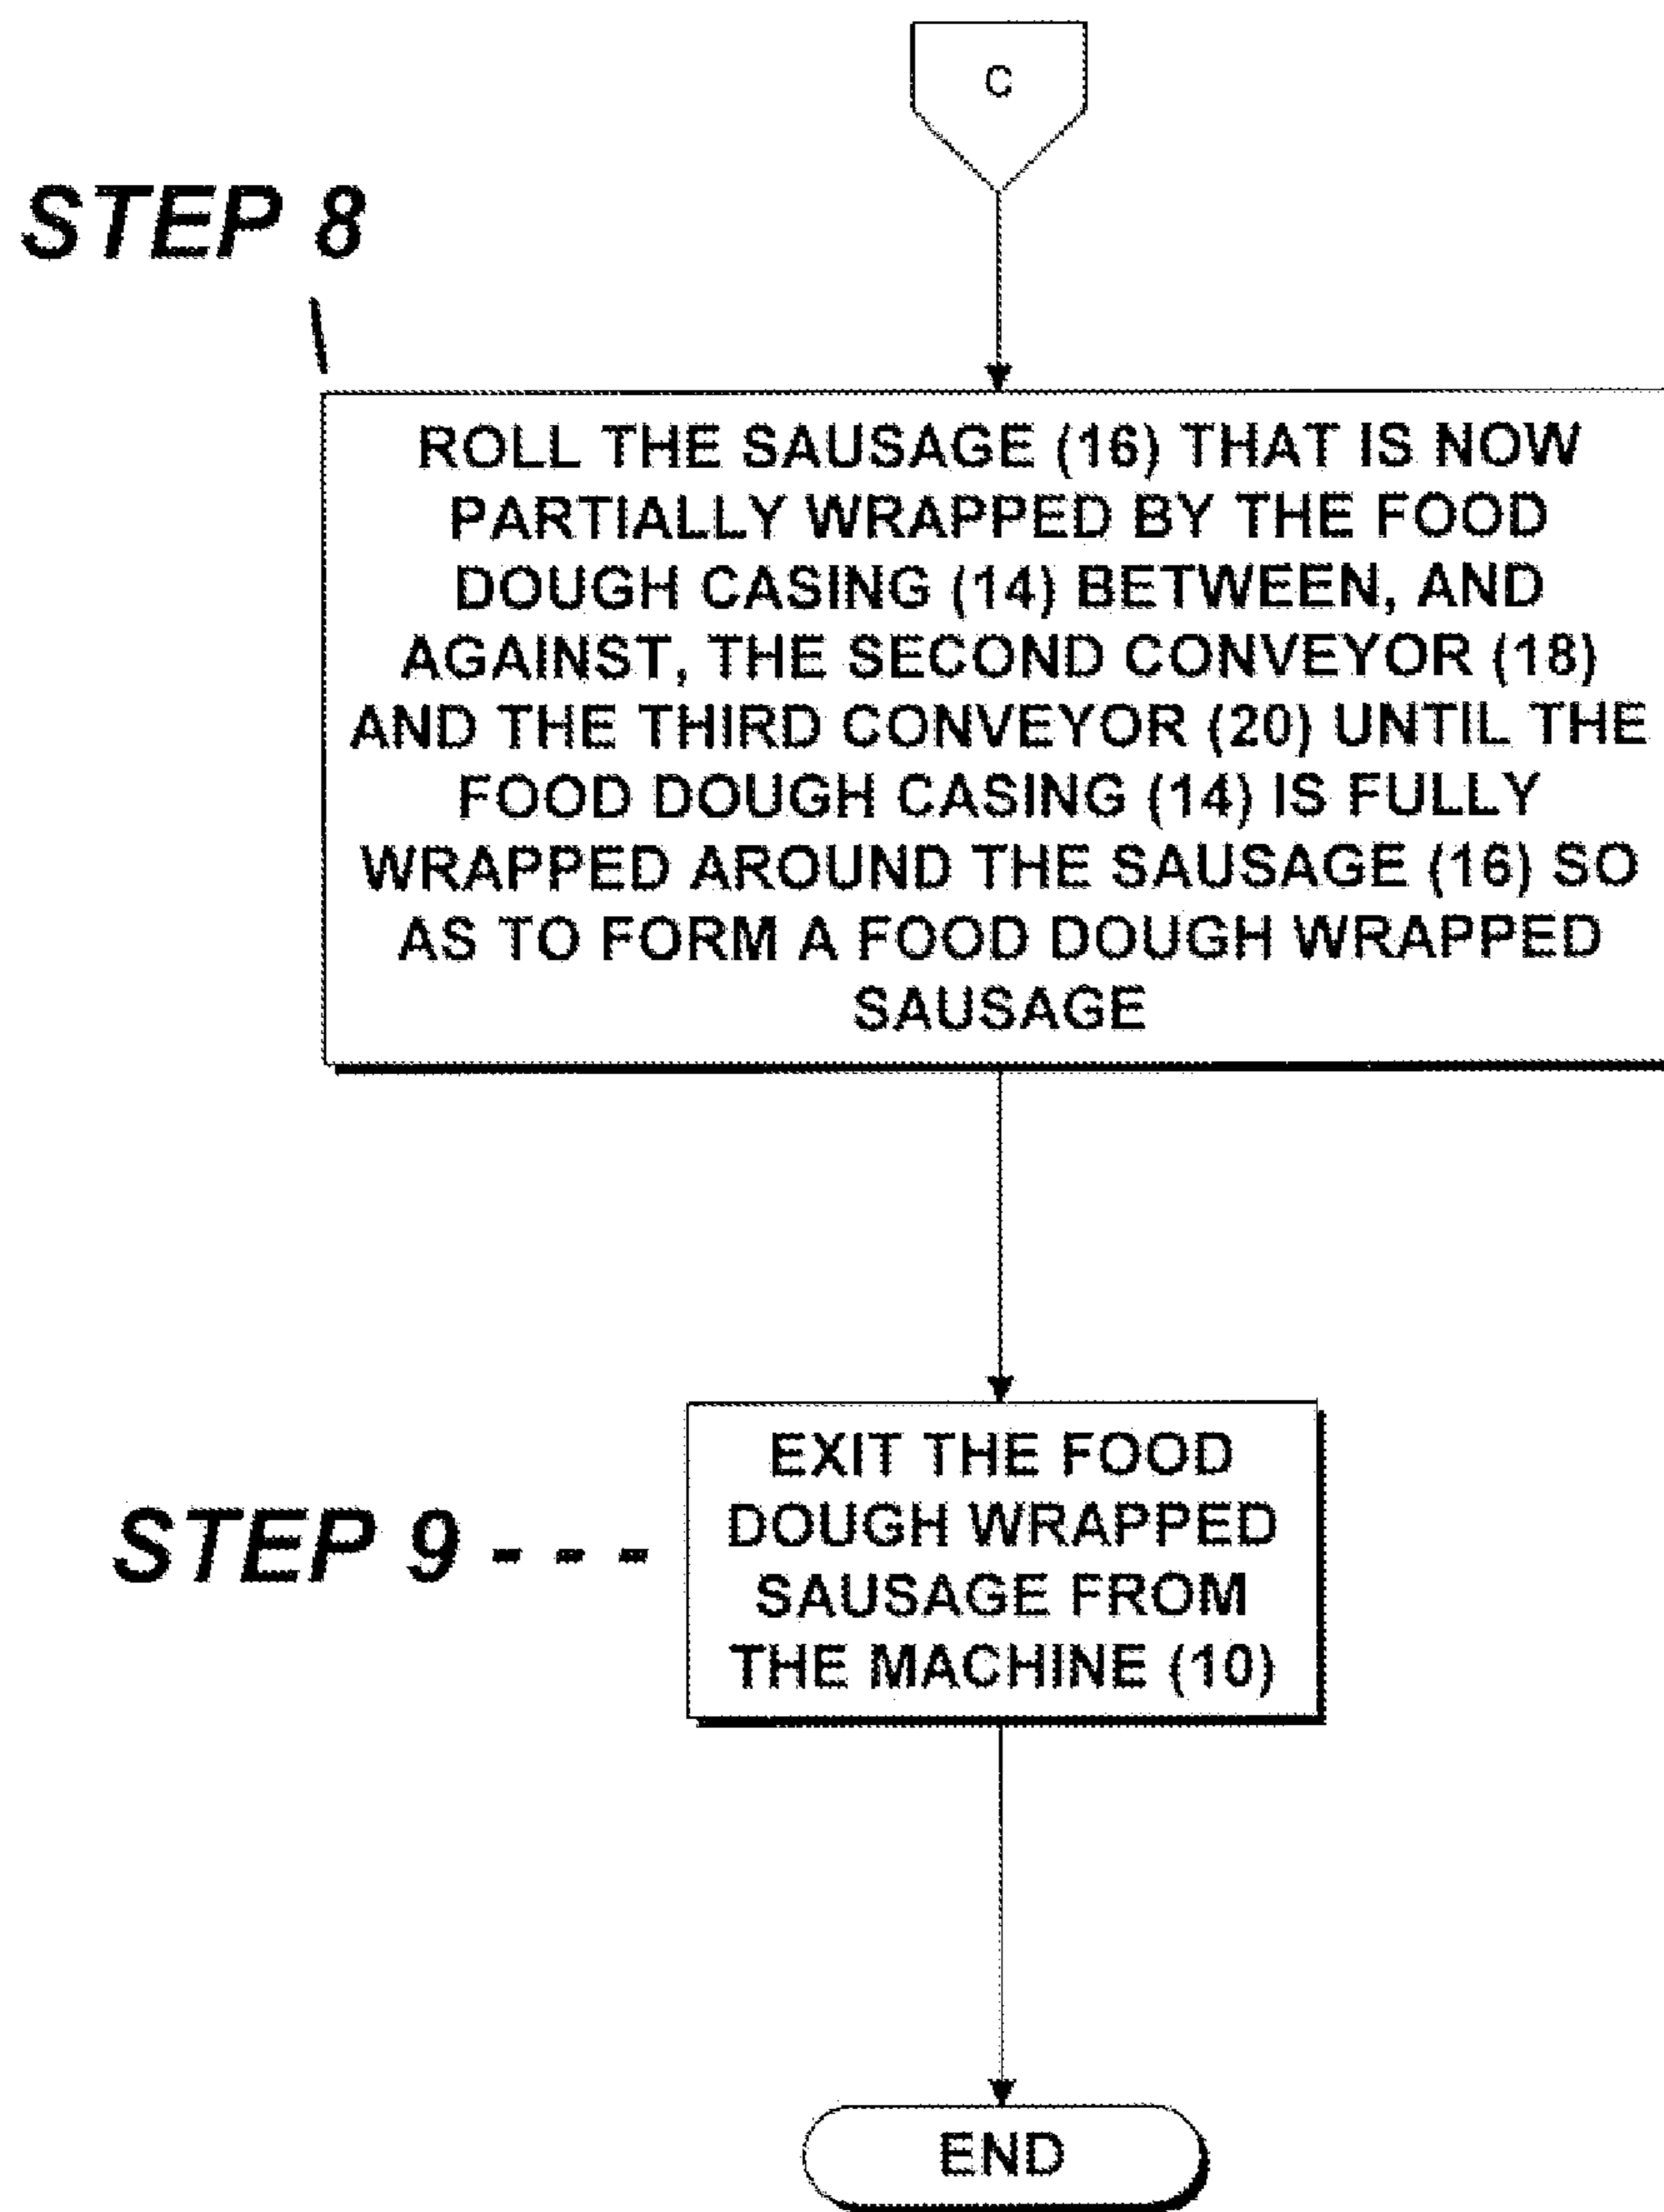 C
STEP 8
ROLL THE SAUSAGE (16) THAT IS NOW
PARTIALLY WRAPPED BY THE FOOD
DOUGH CASING (14) BETWEEN, AND
AGAINST, THE SECOND CONVEYOR (18)
AND THE THIRD CONVEYOR (20) UNTIL THE
FOOD DOUGH CASING (14) IS FULLY
WRAPPED AROUND THE SAUSAGE (16) SO
AS TO FORM A FOOD DOUGH WRAPPED
SAUSAGE
STEP 9 - - -
EXIT THE FOOD
DOUGH WRAPPED
SAUSAGE FROM
THE MACHINE (10)
END